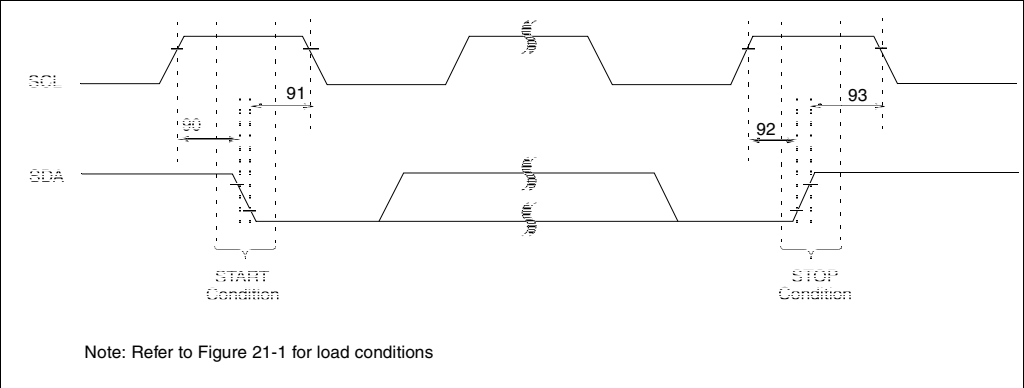 SCL
91
93
90
92
SDA
START
Condition
STOP
Condition
Note: Refer to Figure 21-1 for load conditions